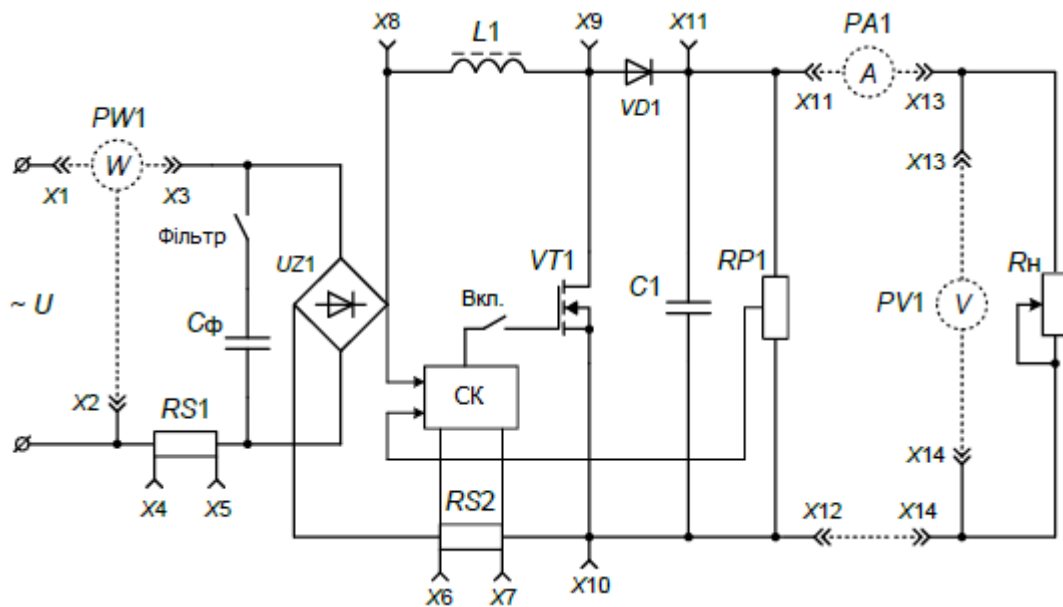 X8
X9
X11
PA1
L1
A
VD1
X11
X13
PW1
W
X1
X3
X13
Фільтр
UZ1
VT1
RP1
Rн
Вкл.
C1
PV1
V
~ U
Cф
СК
X2
RS1
X14
X4
X5
RS2
X12
X14
X6
X7
X10